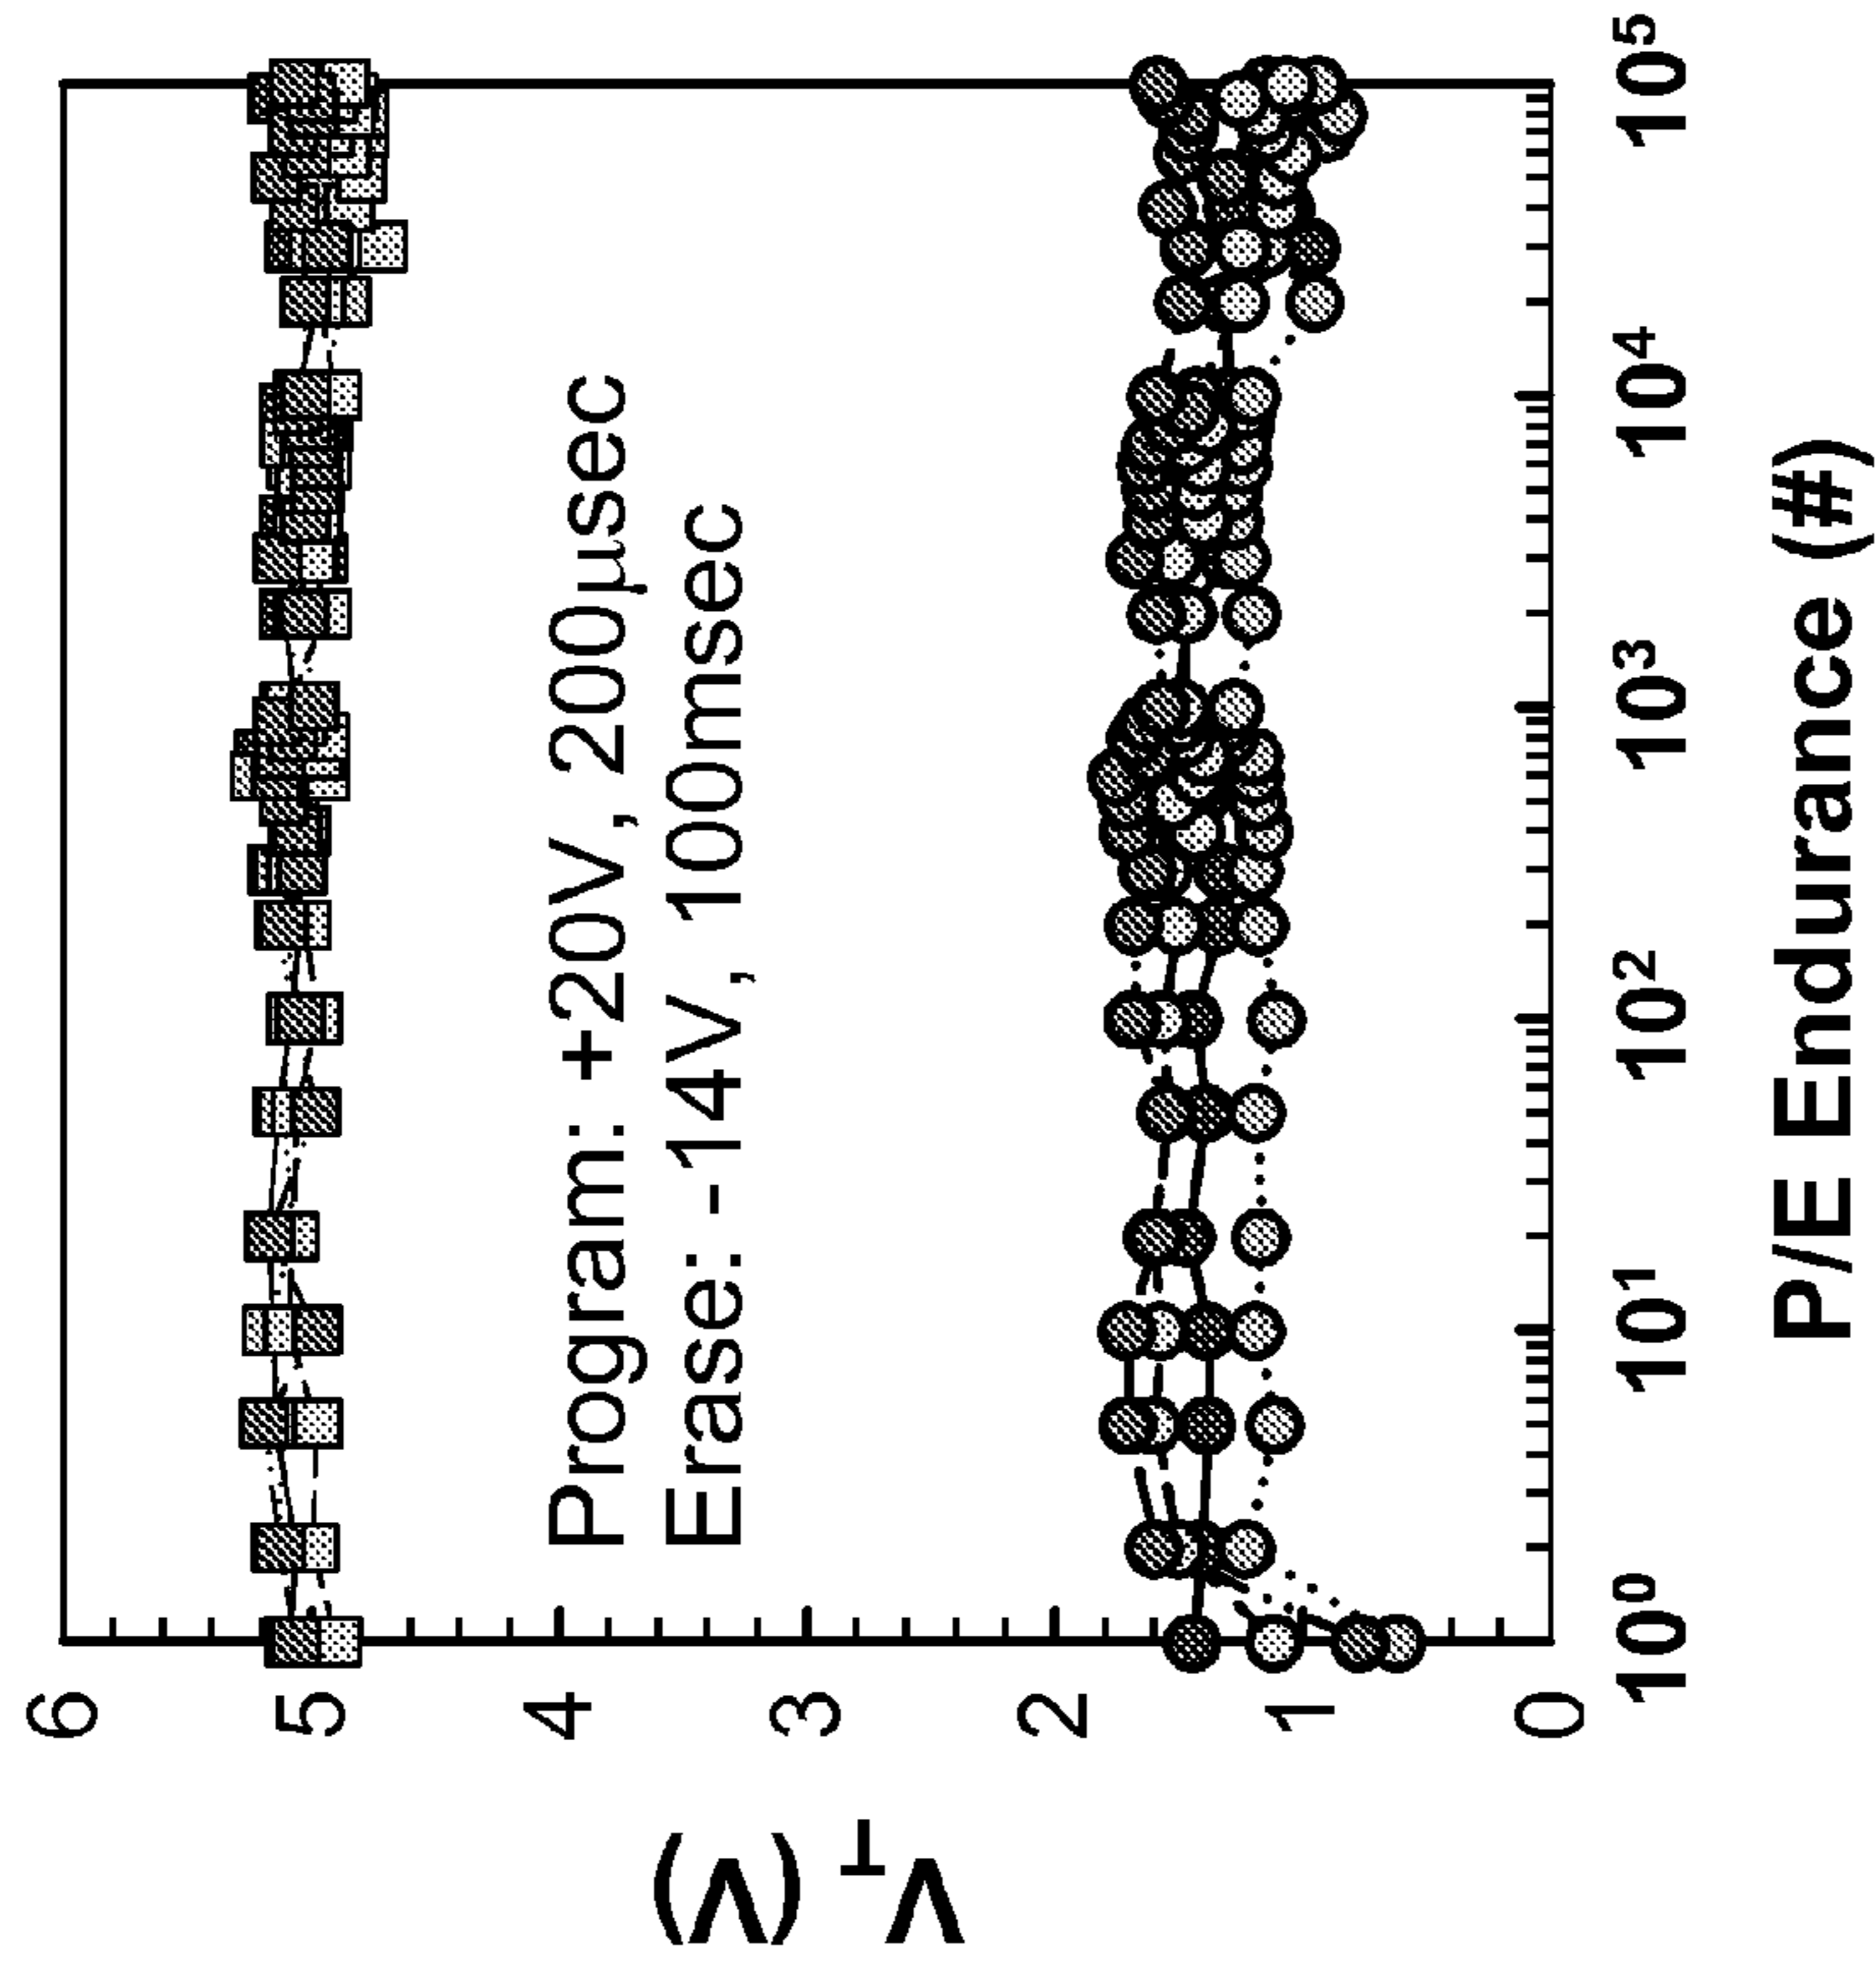 V_T (V)
6
5
4
3
2
1
0
Program: +20V, 200μsec
Erase: -14V, 100msec
10⁰ 10¹ 10² 10³ 10⁴ 10⁵
P/E Endurance (#)